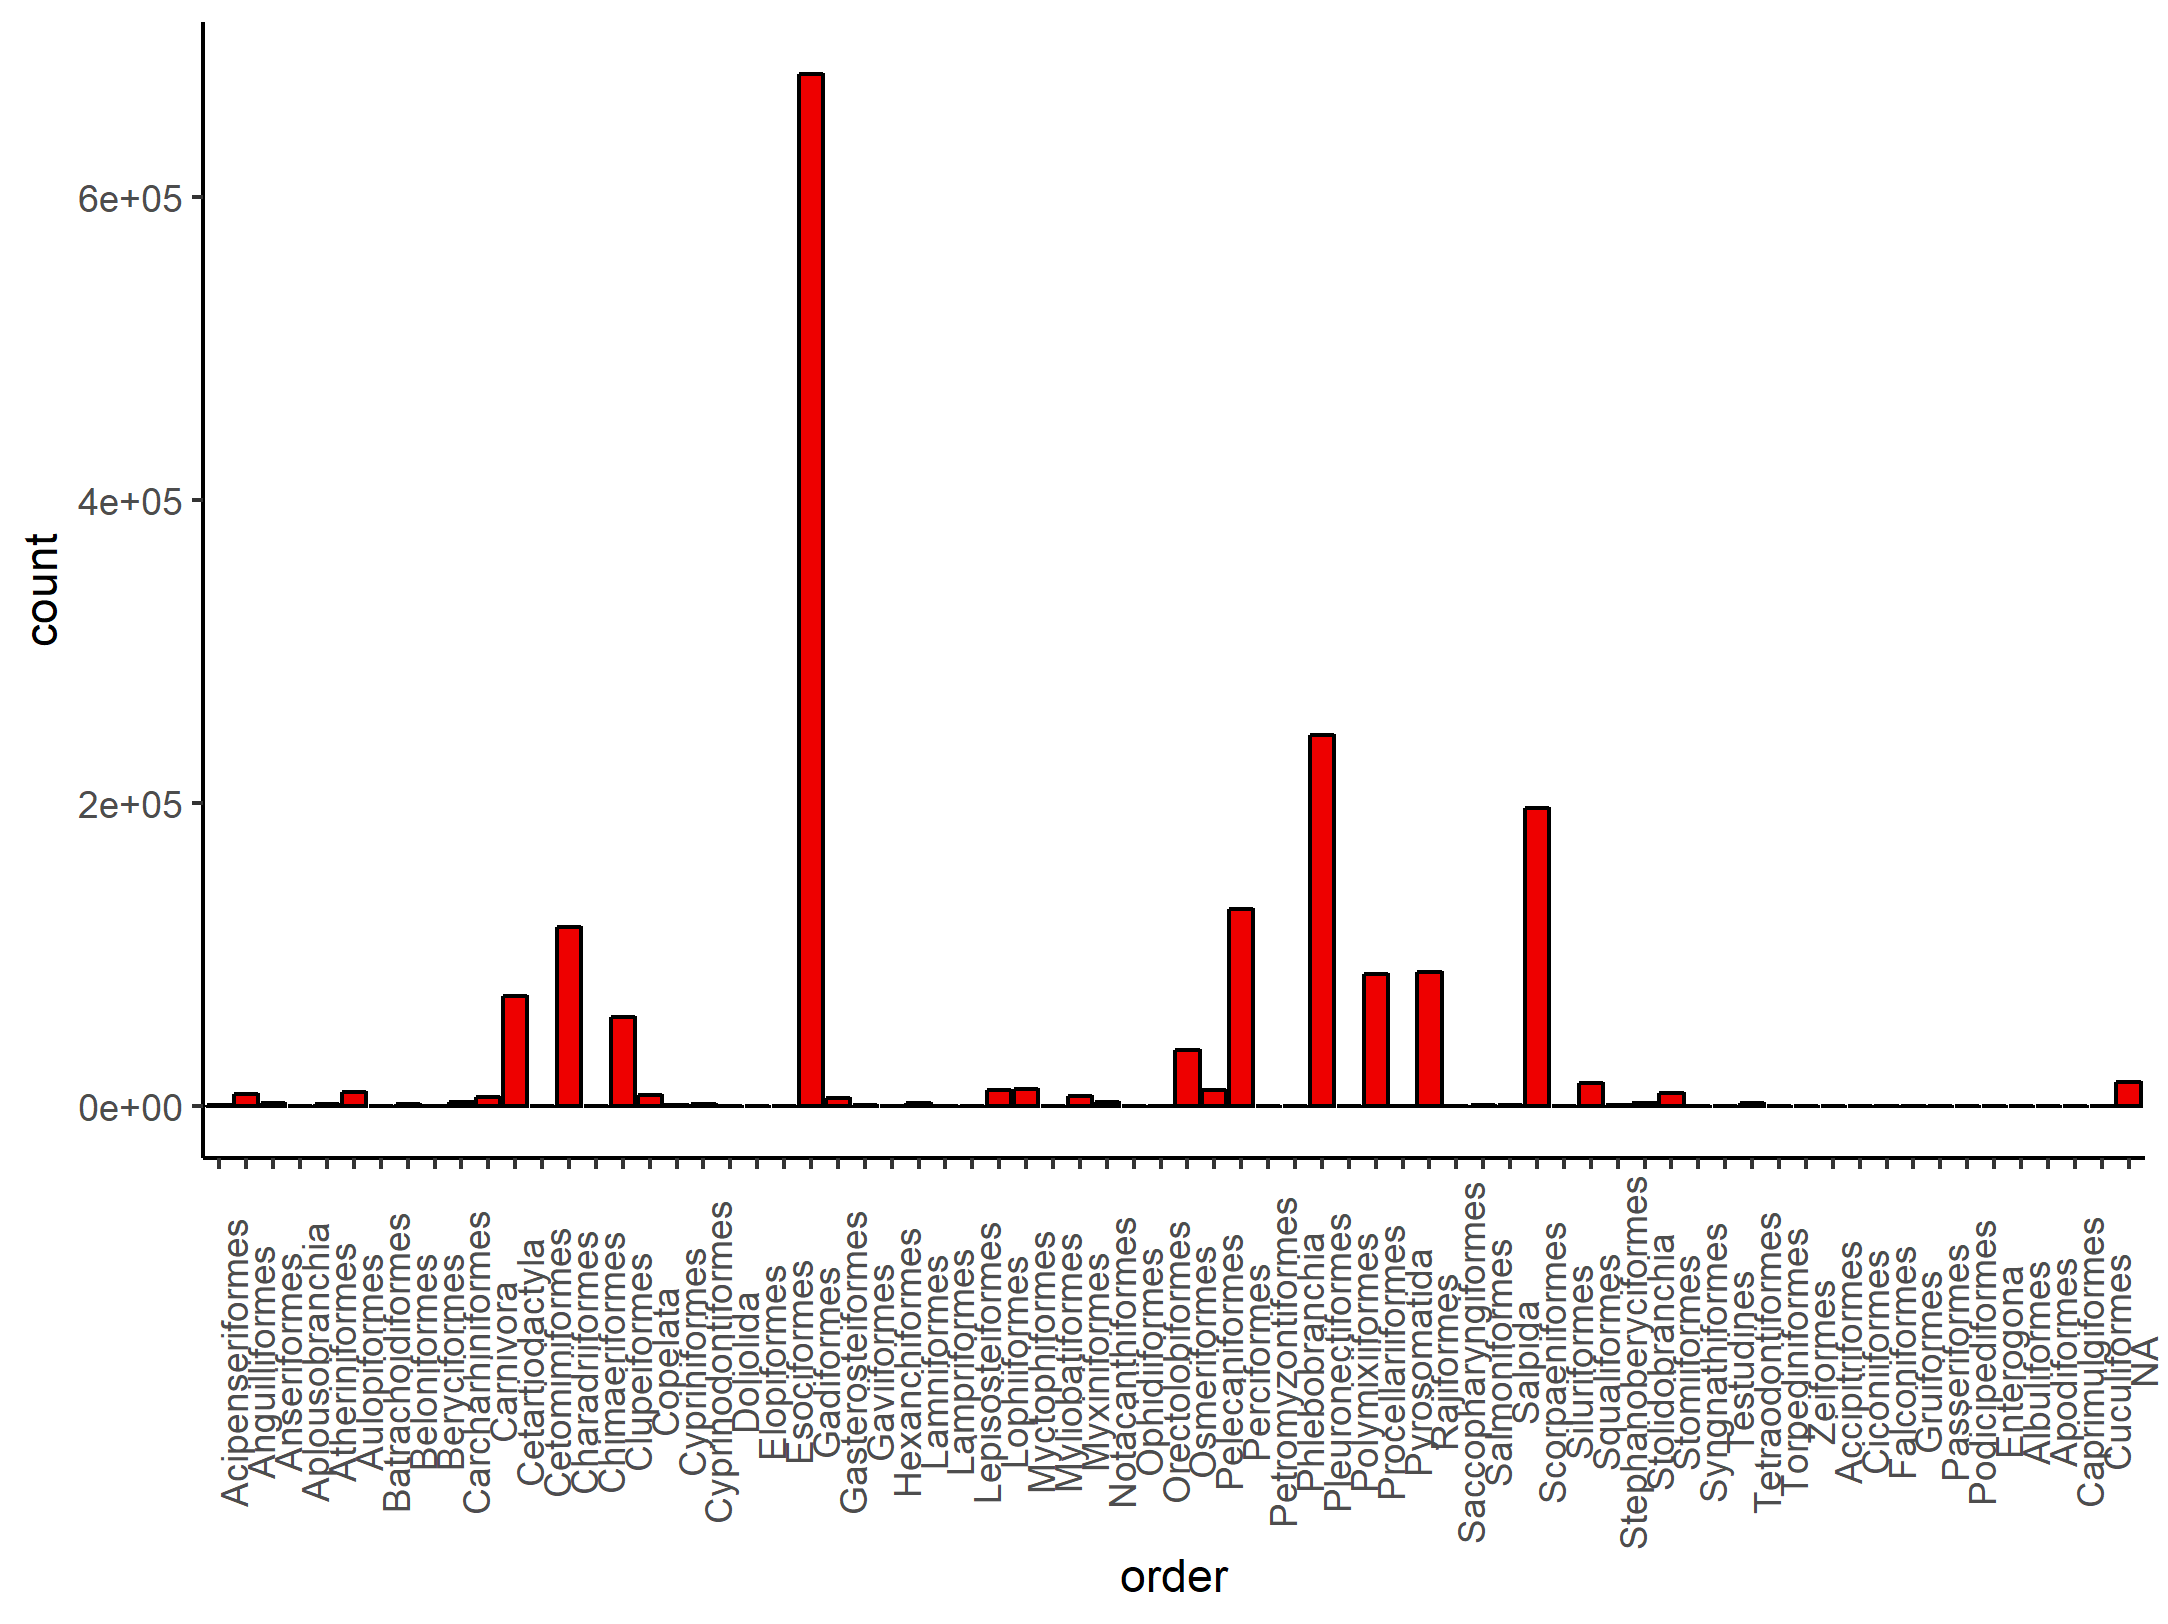 6e+05
4e+05
2e+05
0e+00
count
Acipenseriformes
Anguilliformes
Anseriformes
Aplousobranchia
Atheriniformes
Aulopiformes
Batrachoidiformes
Beloniformes
Beryciformes
Carcharhiniformes
Carnivora
Cetartiodactyla
Cetomimiformes
Charadriiformes
Chimaeriformes
Clupeiformes
Copelata
Cypriniformes
Cyprinodontiformes
Doliolida
Elopiformes
Esociformes
Gadiformes
Gasterosteiformes
Gaviiformes
Hexanchiformes
Lamniformes
Lampriformes
Lepisosteiformes
Lophiiformes
Myctophiformes
Myliobatiformes
Myxiniformes
Notacanthiformes
Ophidiiformes
Orectolobiformes
Osmeriformes
Pelecaniformes
Perciformes
Petromyzontiformes
Phlebobranchia
Pleuronectiformes
Polymixiiformes
Procellariiformes
Pyrosomatida
Rajiformes
Saccopharyngiformes
Salmoniformes
Salpida
Scorpaeniformes
Siluriformes
Squaliformes
Stephanoberyciformes
Stolidobranchia
Stomiiformes
Syngnathiformes
Testudines
Tetraodontiformes
Torpediniformes
Zeiformes
Accipitriformes
Ciconiiformes
Falconiformes
Gruiformes
Passeriformes
Podicipediformes
Enterogona
Albuliformes
Apodiformes
Caprimulgiformes
Cuculiformes
NA
order